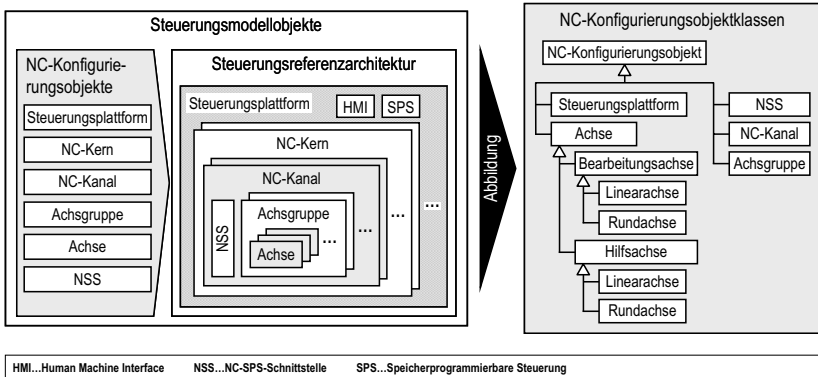 Steuerungsmodellobjekte
NC-Konfigurie-
rungsobjekte
Steuerungsplattform
NC-Kern
NC-Kanal
Achsgruppe
Achse
NSS
Steuerungsreferenzarchitektur
Steuerungsplattform
HMI
SPS
NC-Kern
NC-Kanal
NSS
Achsgruppe
Achse
...
...
...
...
Abbildung
NC-Konfigurierungsobjektklassen
NC-Konfigurierungsobjekt
Steuerungsplattform
Achse
Bearbeitungsachse
Linearachse
Rundachse
Hilfsachse
Linearachse
Rundachse
NSS
NC-Kanal
Achsgruppe
HMI...Human Machine Interface NSS...NC-SPS-Schnittstelle SPS...Speicherprogrammierbare Steuerung